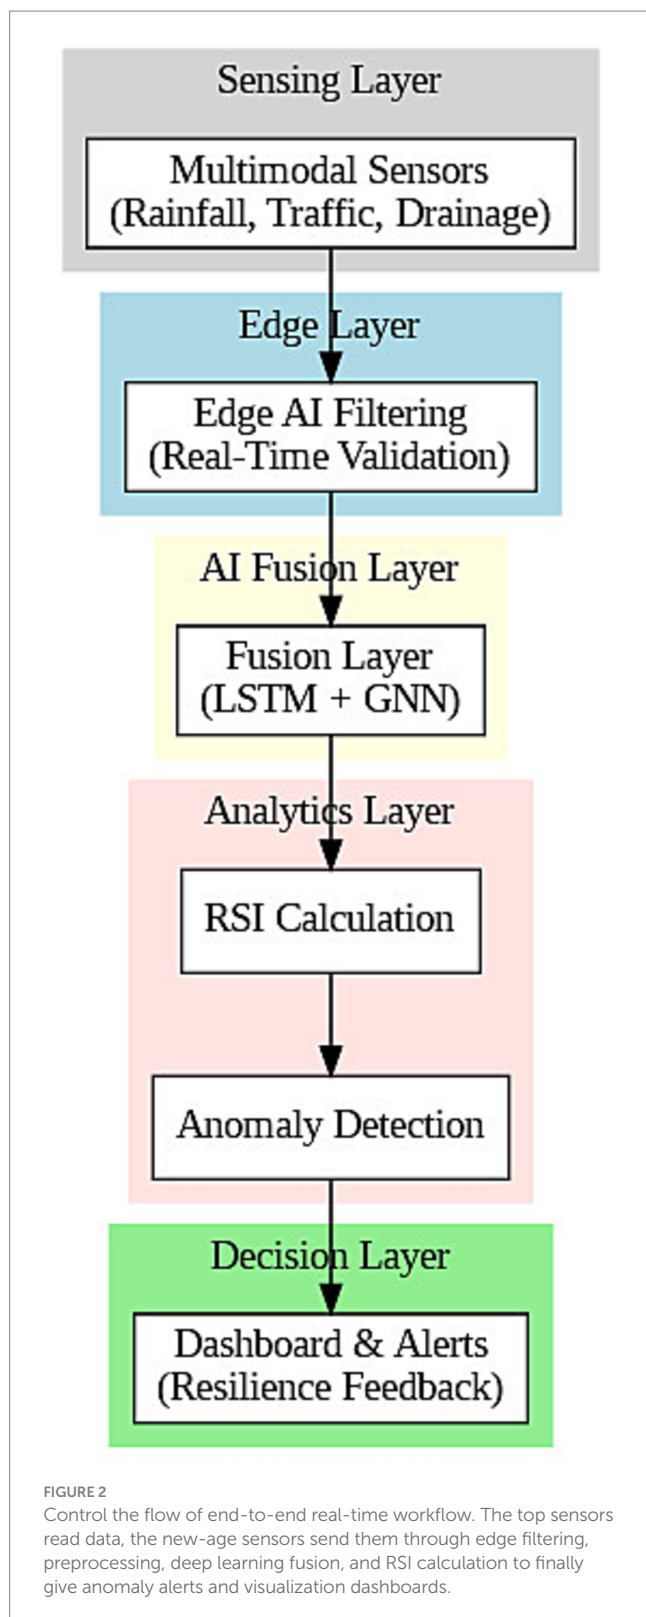 Sensing Layer
Multimodal Sensors
(Rainfall, Traffic, Drainage)
Edge Layer
Edge AI Filtering
(Real-Time Validation)
AI Fusion Layer
Fusion Layer
(LSTM + GNN)
Analytics Layer
RSI Calculation
Anomaly Detection
Decision Layer
Dashboard & Alerts
(Resilience Feedback)
FIGURE 2
Control the flow of end-to-end real-time workflow. The top sensors
read data, the new-age sensors send them through edge filtering,
preprocessing, deep learning fusion, and RSI calculation to finally
give anomaly alerts and visualization dashboards.